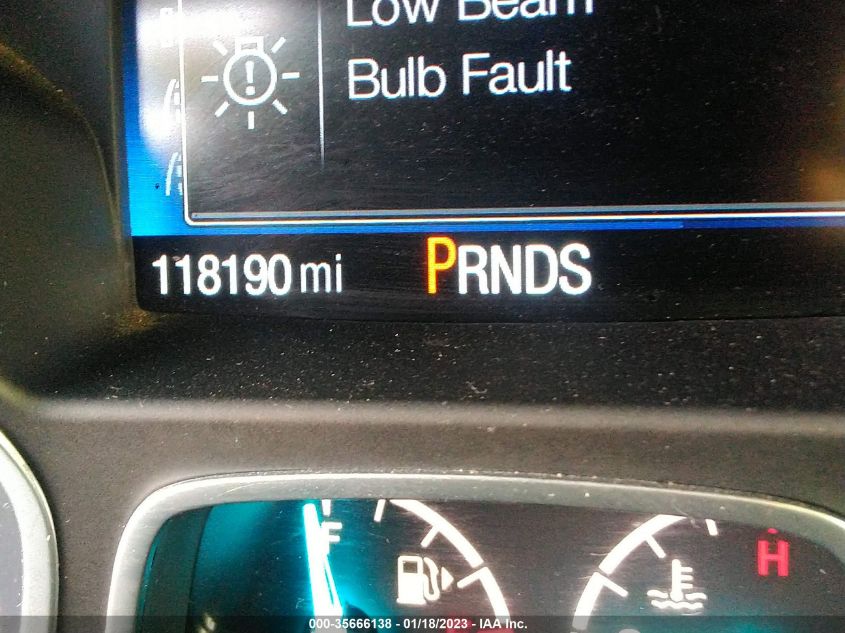 Low Beam
Bulb Fault
118190 mi PRNDS
F
H
000-35666138 - 01/18/2023 - IAA Inc.